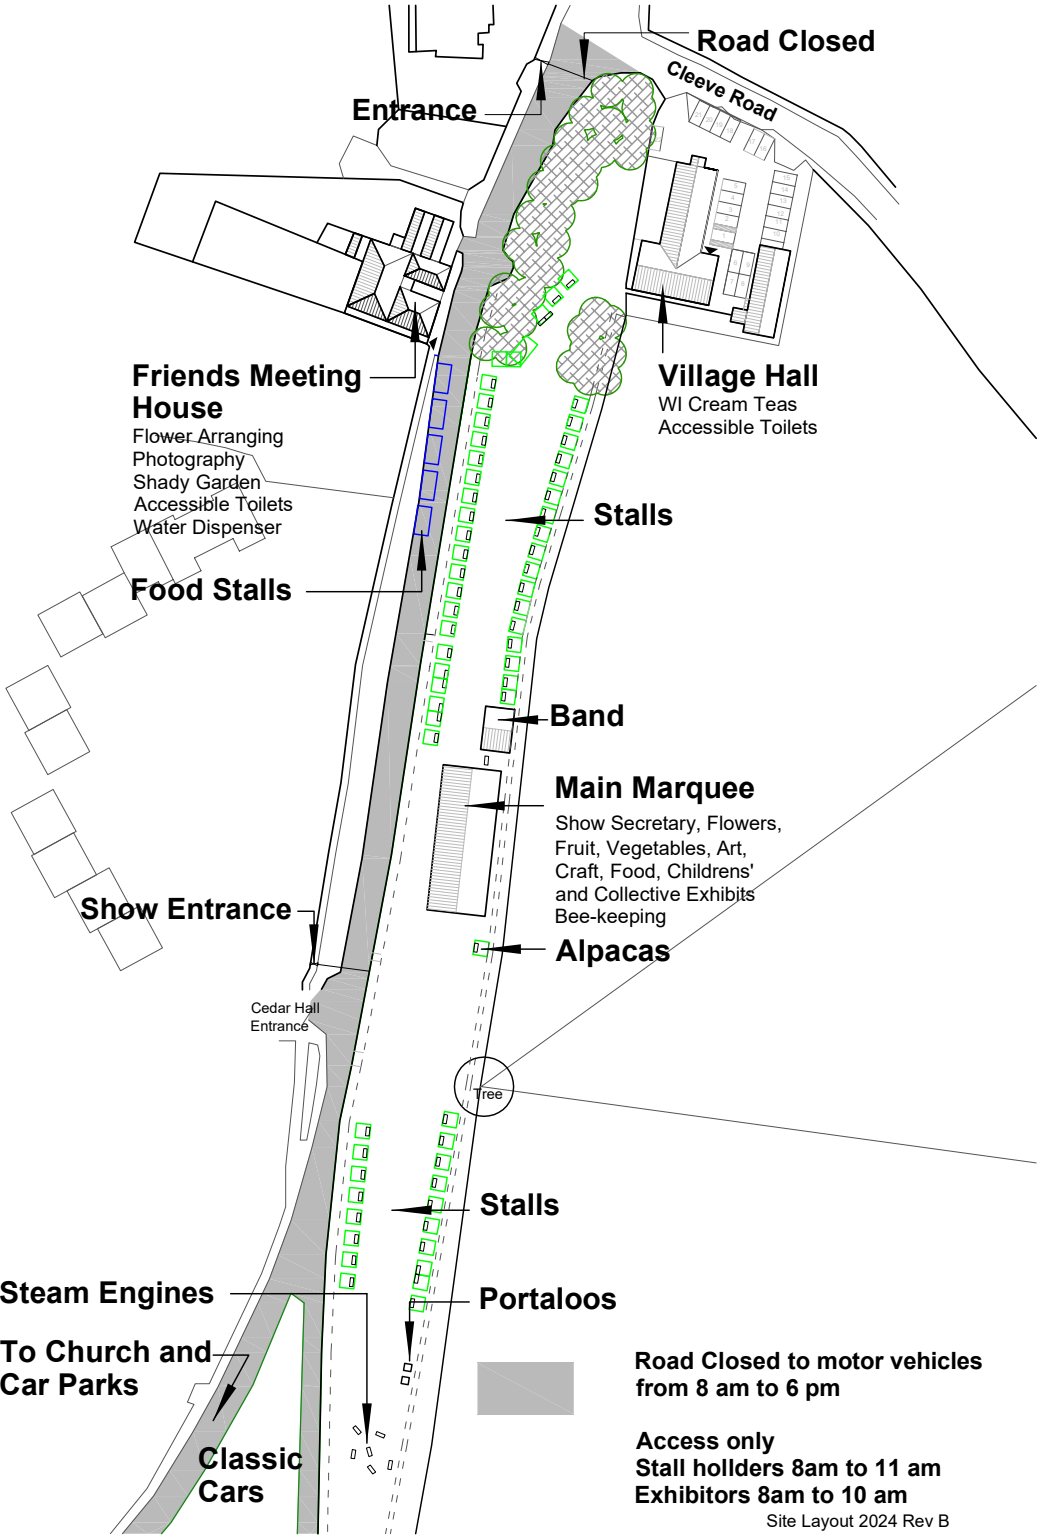 Road Closed
Cleeve Road
Entrance
Friends Meeting
House
Flower Arranging
Photography
Shady Garden
Accessible Toilets
Water Dispenser
Village Hall
WI Cream Teas
Accessible Toilets
Stalls
Food Stalls
Band
Main Marquee
Show Secretary, Flowers,
Fruit, Vegetables, Art,
Craft, Food, Childrens'
and Collective Exhibits
Bee-keeping
Show Entrance
Alpacas
Cedar Hall
Entrance
Tree
Stalls
Steam Engines
Portaloos
To Church and
Car Parks
Classic
Cars
Road Closed to motor vehicles
from 8 am to 6 pm
Access only
Stall hollders 8am to 11 am
Exhibitors 8am to 10 am
Site Layout 2024 Rev B